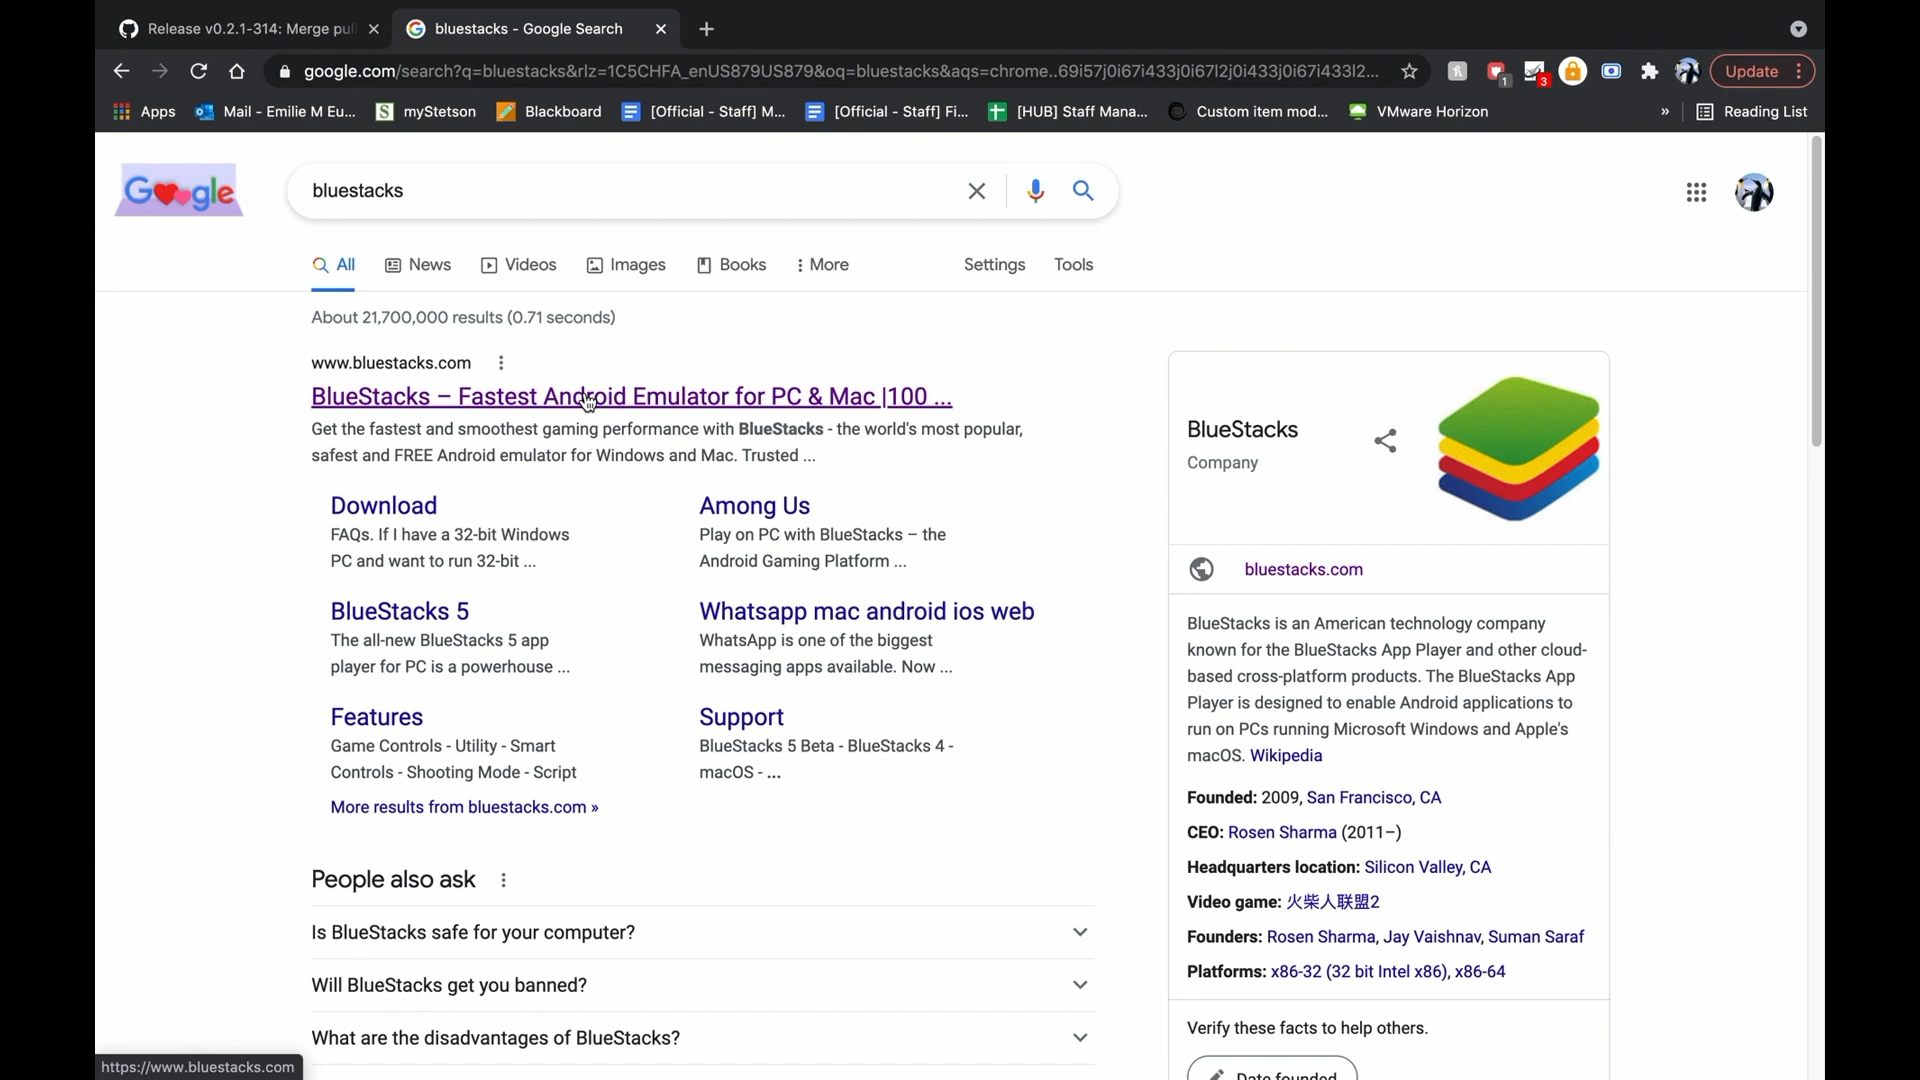 Release v0.2.1-314: Merge pul
bluestacks - Google Search
google.com/search?q=bluestacks&rlz=1C5CHFA_enUS879US879&oq=bluestacks&aqs=chrome..69i57j0i67i433j0i67l2j0i433j0i67i433l2...
1
3
Update
Apps
Mail - Emilie M Eu...
S
myStetson
Blackboard
[Official - Staff] M...
[Official - Staff] Fi...
[HUB] Staff Mana...
Custom item mod...
VMware Horizon
»
Reading List
Google
bluestacks
All
News
Videos
Images
Books
More
Settings
Tools
About 21,700,000 results (0.71 seconds)
www.bluestacks.com
BlueStacks – Fastest Android Emulator for PC & Mac |100 ...
Get the fastest and smoothest gaming performance with BlueStacks - the world's most popular,
safest and FREE Android emulator for Windows and Mac. Trusted ...
Download
FAQs. If I have a 32-bit Windows
PC and want to run 32-bit ...
Among Us
Play on PC with BlueStacks – the
Android Gaming Platform ...
BlueStacks 5
The all-new BlueStacks 5 app
player for PC is a powerhouse ...
Whatsapp mac android ios web
WhatsApp is one of the biggest
messaging apps available. Now ...
Features
Game Controls - Utility - Smart
Controls - Shooting Mode - Script
Support
BlueStacks 5 Beta - BlueStacks 4 -
macOS - ...
More results from bluestacks.com »
People also ask
Is BlueStacks safe for your computer?
Will BlueStacks get you banned?
What are the disadvantages of BlueStacks?
BlueStacks
Company
bluestacks.com
BlueStacks is an American technology company
known for the BlueStacks App Player and other cloud-
based cross-platform products. The BlueStacks App
Player is designed to enable Android applications to
run on PCs running Microsoft Windows and Apple's
macOS. Wikipedia
Founded: 2009, San Francisco, CA
CEO: Rosen Sharma (2011–)
Headquarters location: Silicon Valley, CA
Video game: 火柴人联盟2
Founders: Rosen Sharma, Jay Vaishnav, Suman Saraf
Platforms: x86-32 (32 bit Intel x86), x86-64
Verify these facts to help others.
Date founded
https://www.bluestacks.com